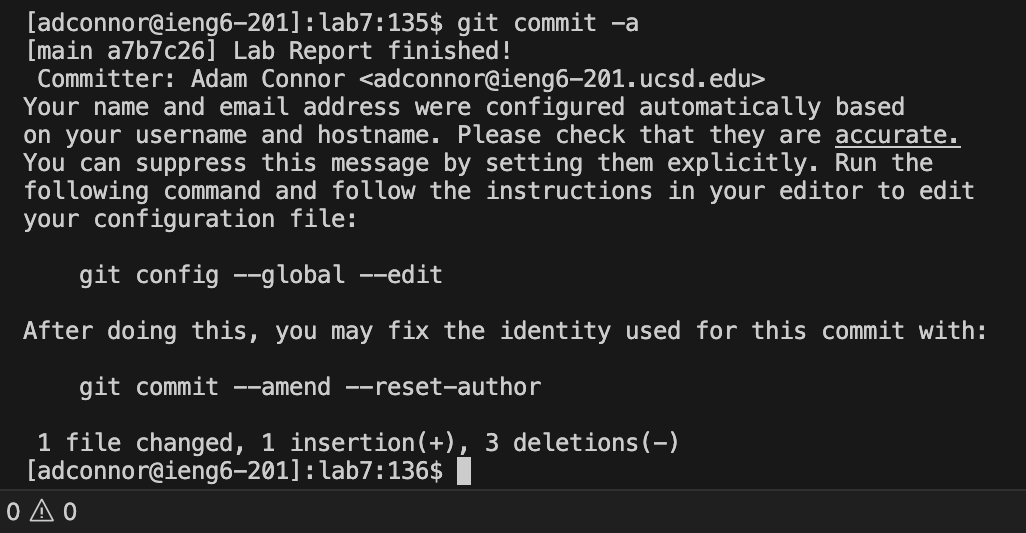 [adconnor@ieng6-201]:lab7:135$ git commit -a
[main a7b7c26] Lab Report finished!
 Committer: Adam Connor <adconnor@ieng6-201.ucsd.edu>
Your name and email address were configured automatically based
on your username and hostname. Please check that they are accurate.
You can suppress this message by setting them explicitly. Run the
following command and follow the instructions in your editor to edit
your configuration file:

    git config --global --edit

After doing this, you may fix the identity used for this commit with:

    git commit --amend --reset-author

 1 file changed, 1 insertion(+), 3 deletions(-)
[adconnor@ieng6-201]:lab7:136$
0 ⚠ 0